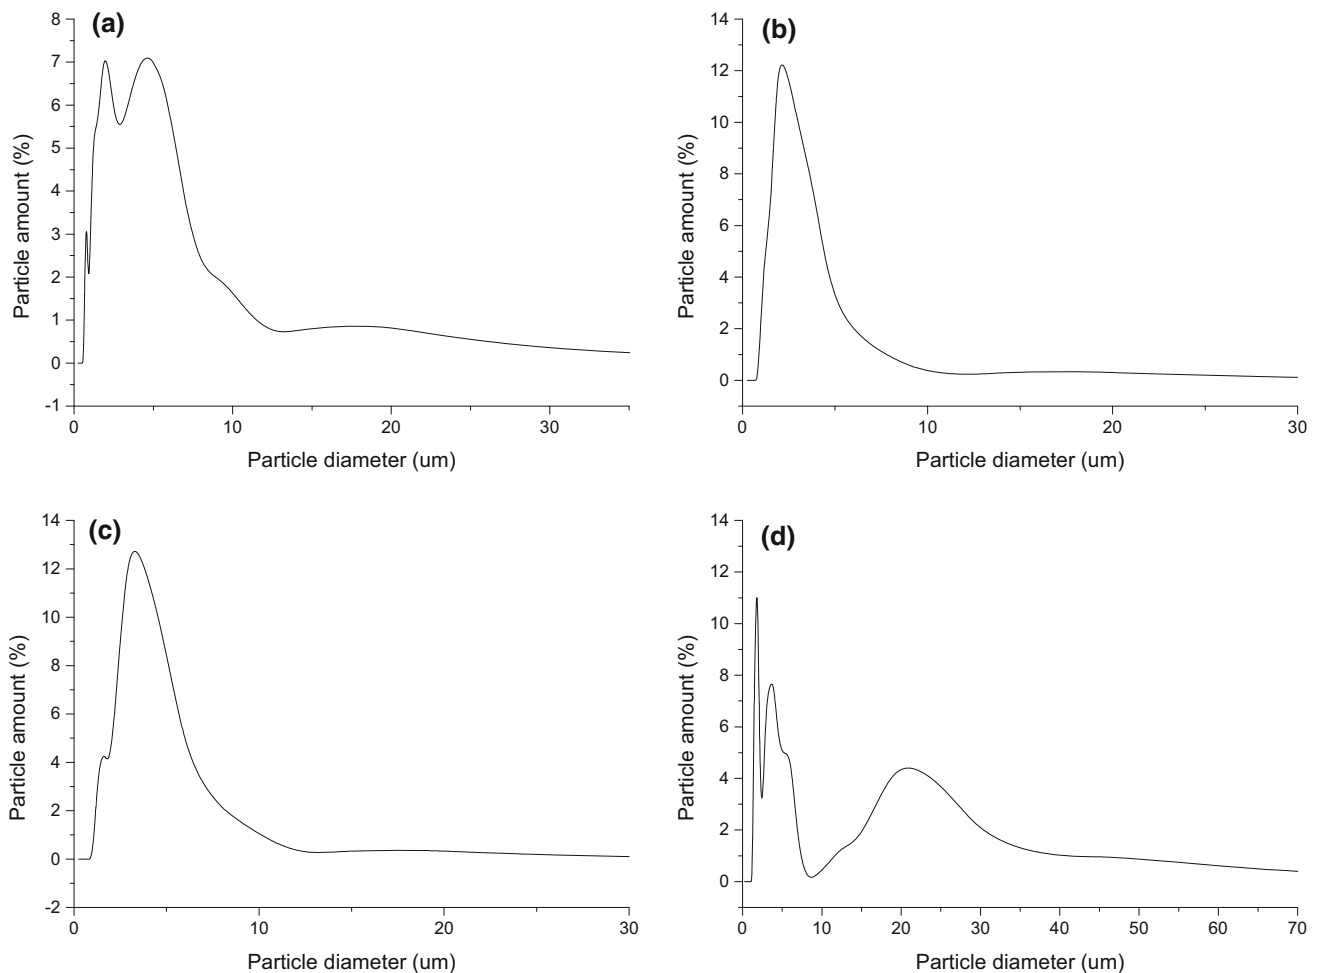 (a)
8
7
6
5
4
3
2
1
0
-1
Particle amount (%)
0 10 20 30
Particle diameter (um)
(b)
14
12
10
8
6
4
2
0
Particle amount (%)
0 10 20 30
Particle diameter (um)
(c)
14
12
10
8
6
4
2
0
-2
Particle amount (%)
0 10 20 30
Particle diameter (um)
(d)
14
12
10
8
6
4
2
0
Particle amount (%)
0 10 20 30 40 50 60 70
Particle diameter (um)